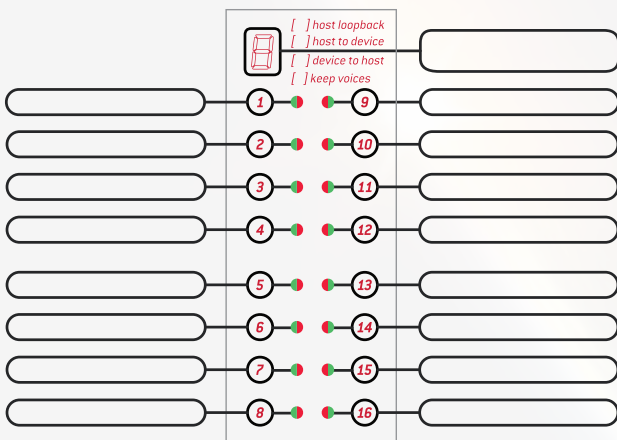 [ ] host loopback
[ ] host to device
[ ] device to host
[ ] keep voices
1 9
2 10
3 11
4 12
5 13
6 14
7 15
8 16